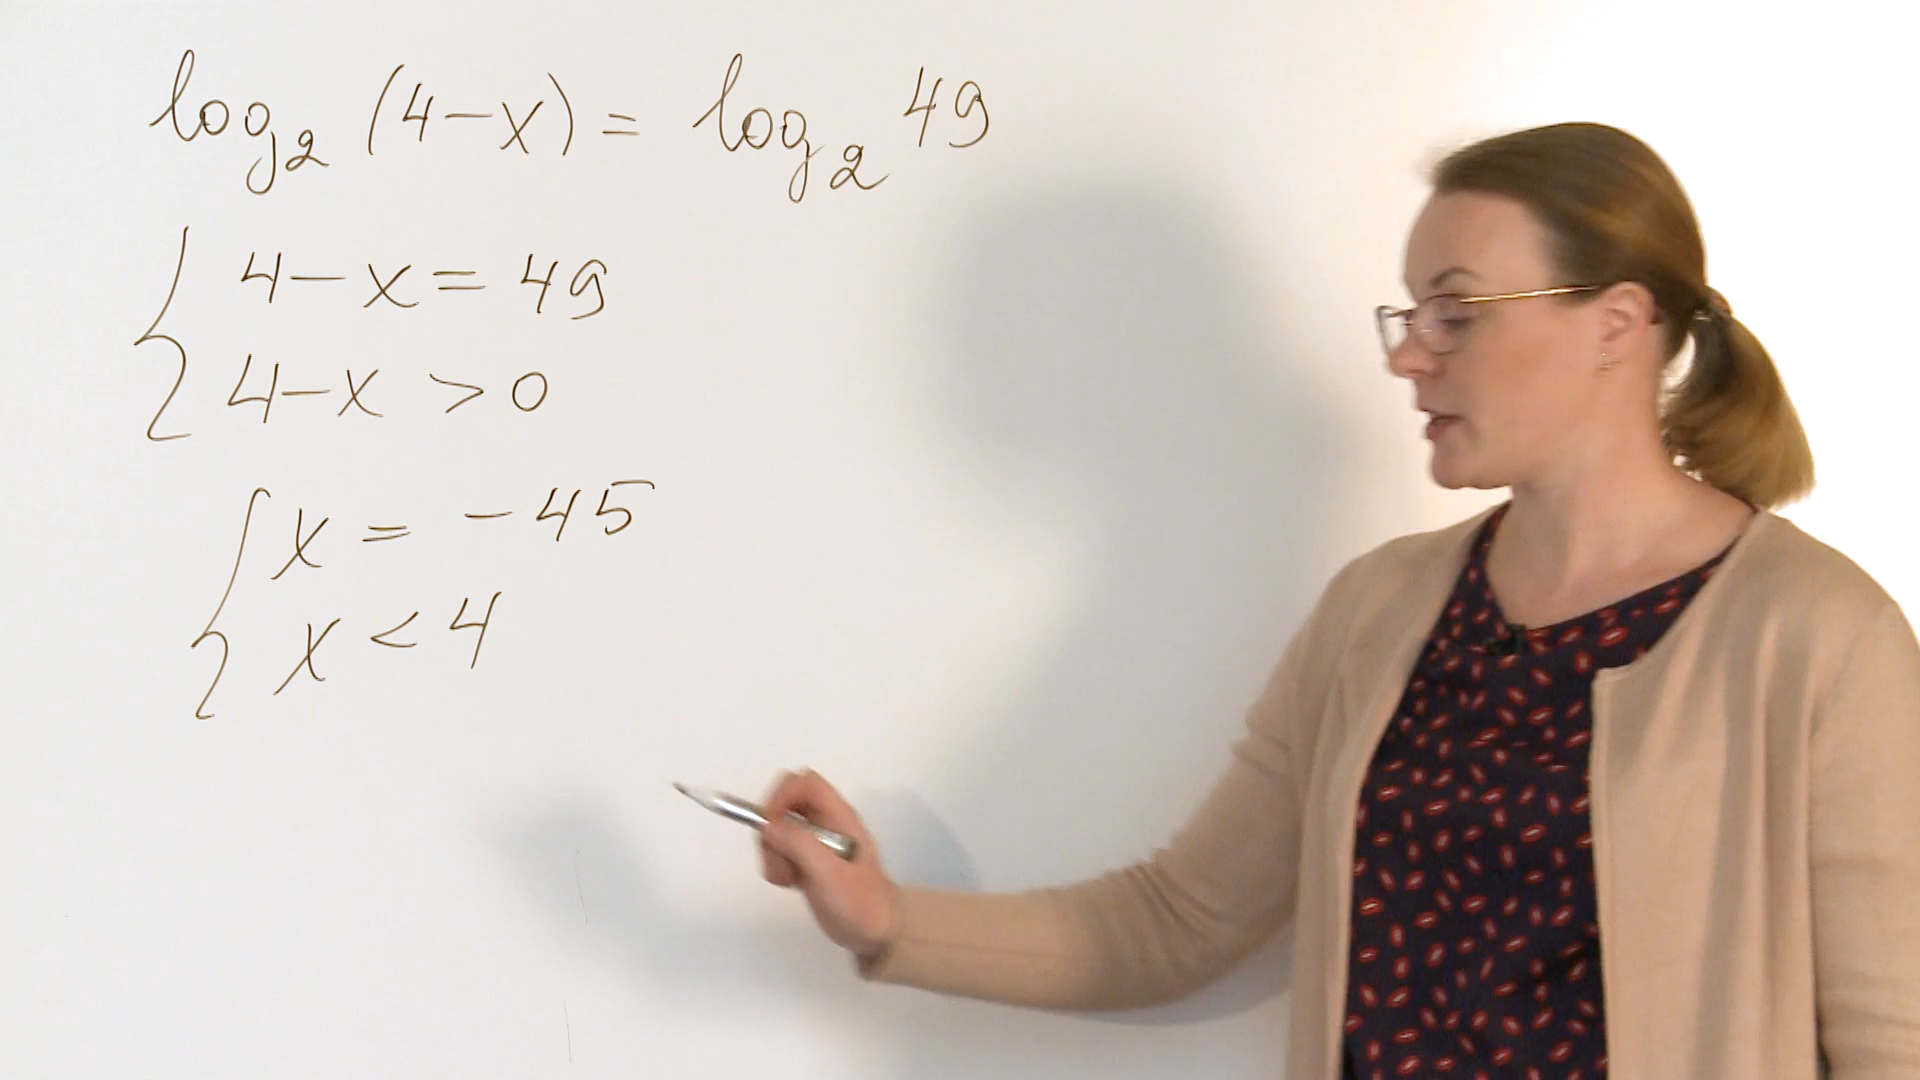 log₂ (4-x) = log₂ 49
4-x = 49
4-x > 0
x = -45
x < 4